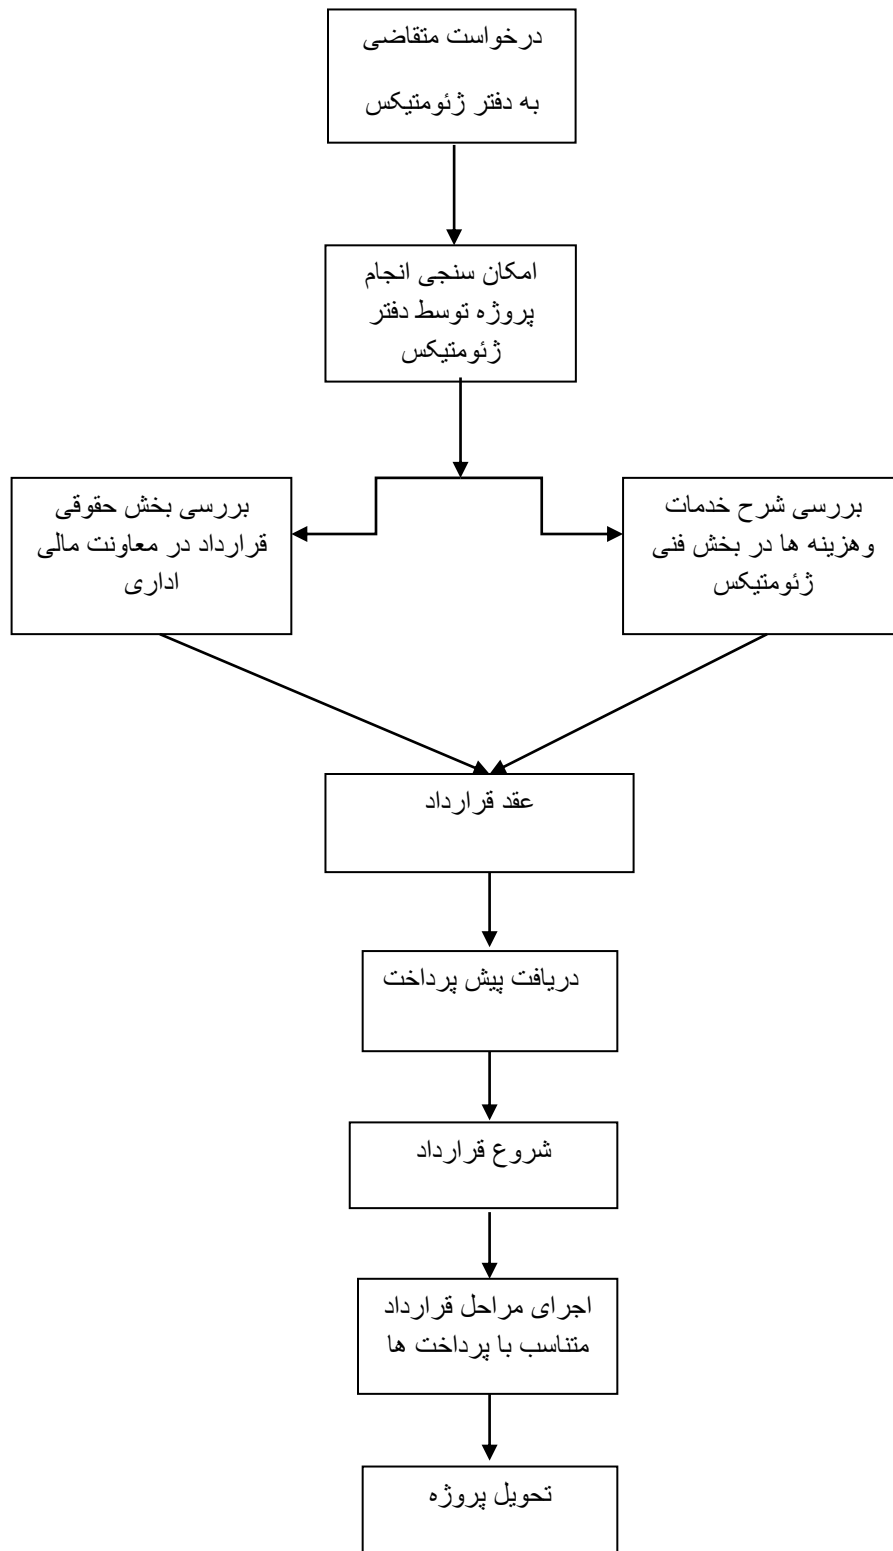 درخواست متقاضی
به دفتر ژئومتیکس
امکان سنجی انجام
پروژه توسط دفتر
ژئومتیکس
بررسی شرح خدمات
وهزینه ها در بخش فنی
ژئومتیکس
بررسی بخش حقوقی
قرارداد در معاونت مالی
اداری
عقد قرارداد
دریافت پیش پرداخت
شروع قرارداد
اجرای مراحل قرارداد
متناسب با پرداخت ها
تحویل پروژه